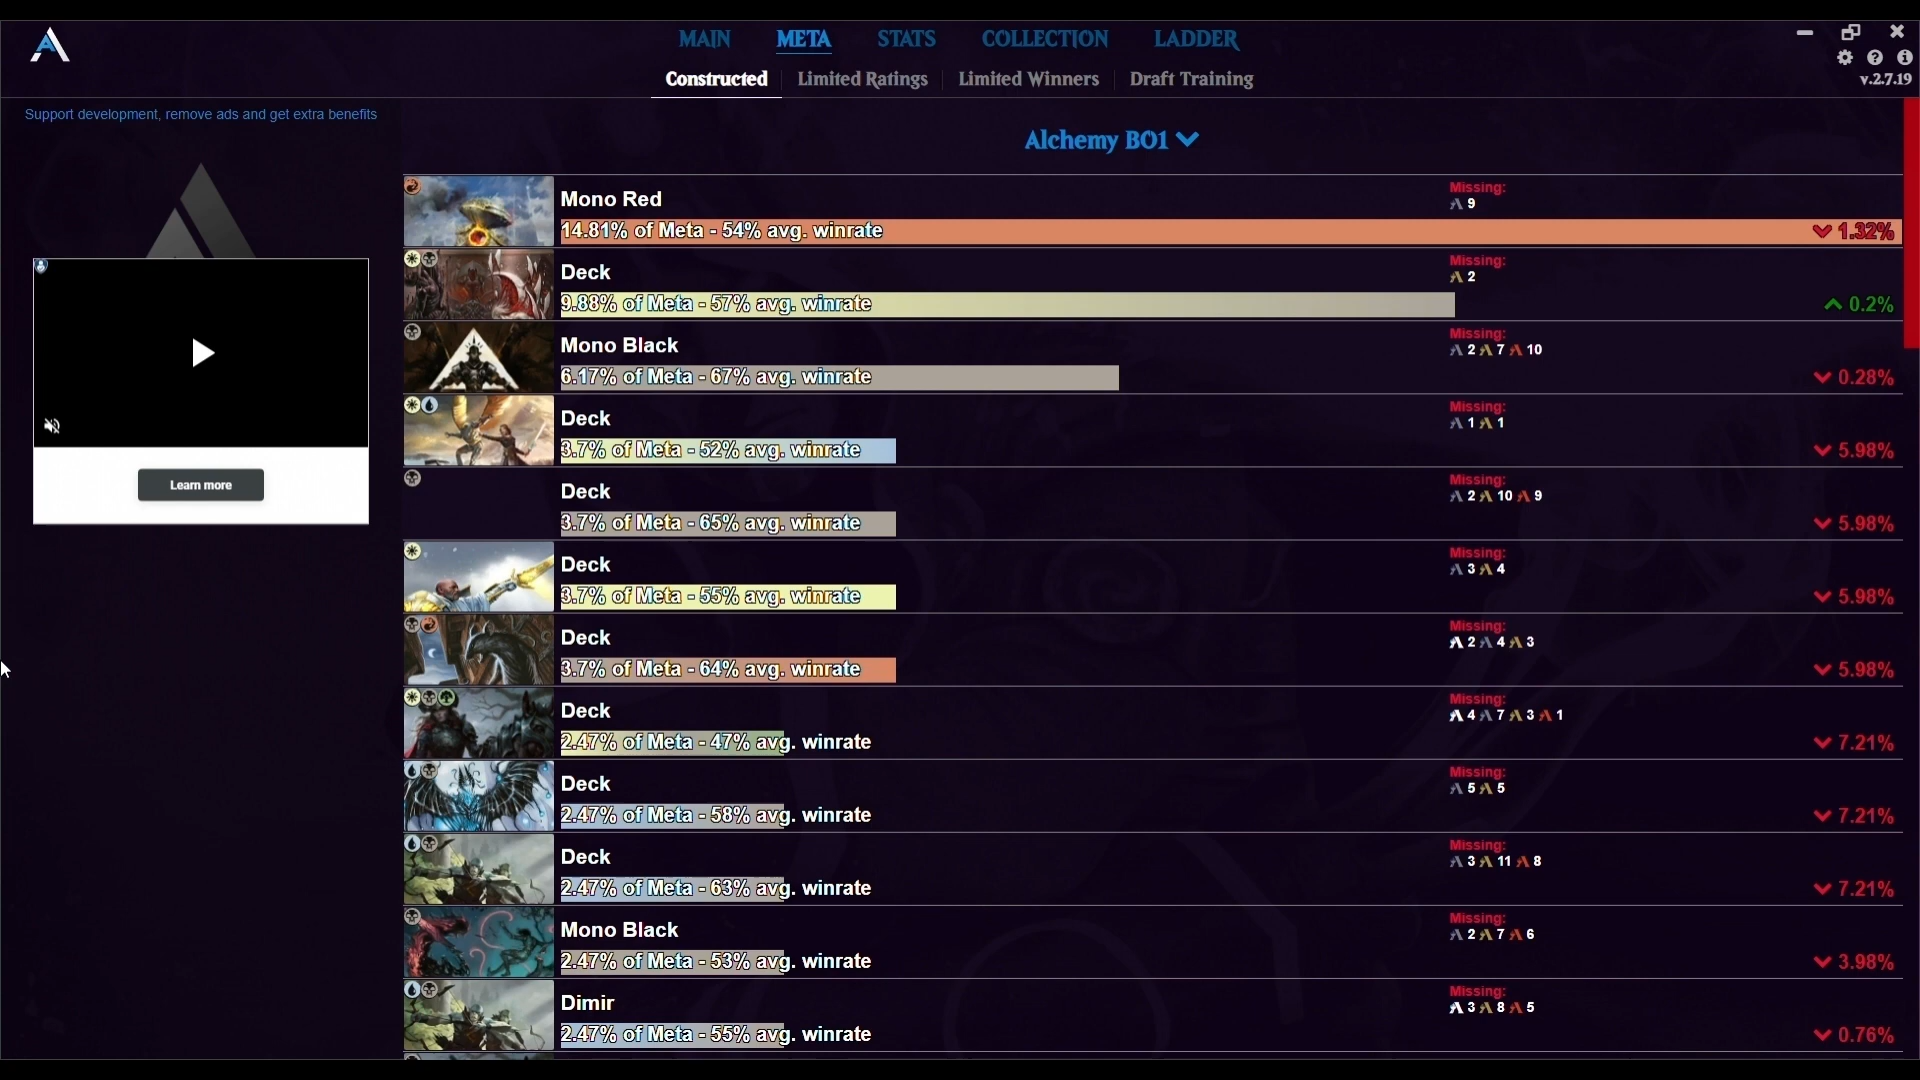 MAIN META STATS COLLECTION LADDER
Constructed Limited Ratings Limited Winners Draft Training
v.2.7.19
Support development, remove ads and get extra benefits
Learn more
Alchemy BO1
Mono Red
Missing:
9
14.81% of Meta - 54% avg. winrate
1.32%
Deck
Missing:
2
9.88% of Meta - 57% avg. winrate
0.2%
Mono Black
Missing:
2 7 10
6.17% of Meta - 67% avg. winrate
0.28%
Deck
Missing:
1 1
3.7% of Meta - 52% avg. winrate
5.98%
Deck
Missing:
2 10 9
3.7% of Meta - 65% avg. winrate
5.98%
Deck
Missing:
3 4
3.7% of Meta - 55% avg. winrate
5.98%
Deck
Missing:
2 4 3
3.7% of Meta - 64% avg. winrate
5.98%
Deck
Missing:
4 7 3 1
2.47% of Meta - 47% avg. winrate
7.21%
Deck
Missing:
5 5
2.47% of Meta - 58% avg. winrate
7.21%
Deck
Missing:
3 11 8
2.47% of Meta - 63% avg. winrate
7.21%
Mono Black
Missing:
2 7 6
2.47% of Meta - 53% avg. winrate
3.98%
Dimir
Missing:
3 8 5
2.47% of Meta - 55% avg. winrate
0.76%